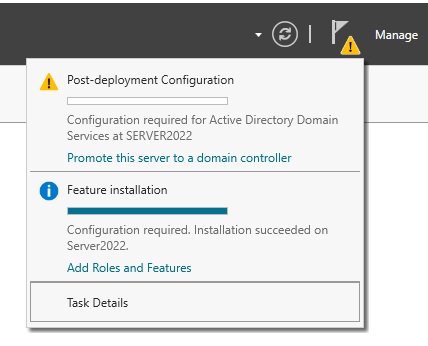 Manage
Post-deployment Configuration
Configuration required for Active Directory Domain
Services at SERVER2022
Promote this server to a domain controller
Feature installation
Configuration required. Installation succeeded on
Server2022.
Add Roles and Features
Task Details